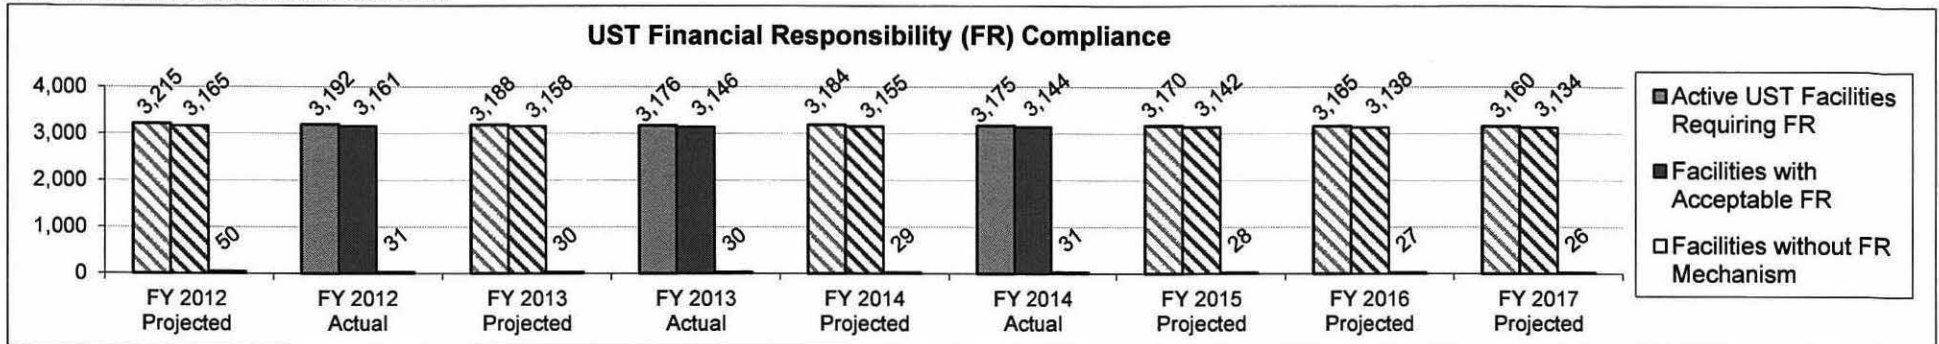 UST Financial Responsibility (FR) Compliance
4,000
3,000
2,000
1,000
0
3,215 3,165 50
3,192 3,161 31
3,188 3,158 30
3,176 3,146 30
3,184 3,155 29
3,175 3,144 31
3,170 3,142 28
3,165 3,138 27
3,160 3,134 26
FY 2012
Projected
FY 2012
Actual
FY 2013
Projected
FY 2013
Actual
FY 2014
Projected
FY 2014
Actual
FY 2015
Projected
FY 2016
Projected
FY 2017
Projected
Active UST Facilities
Requiring FR
Facilities with
Acceptable FR
Facilities without FR
Mechanism